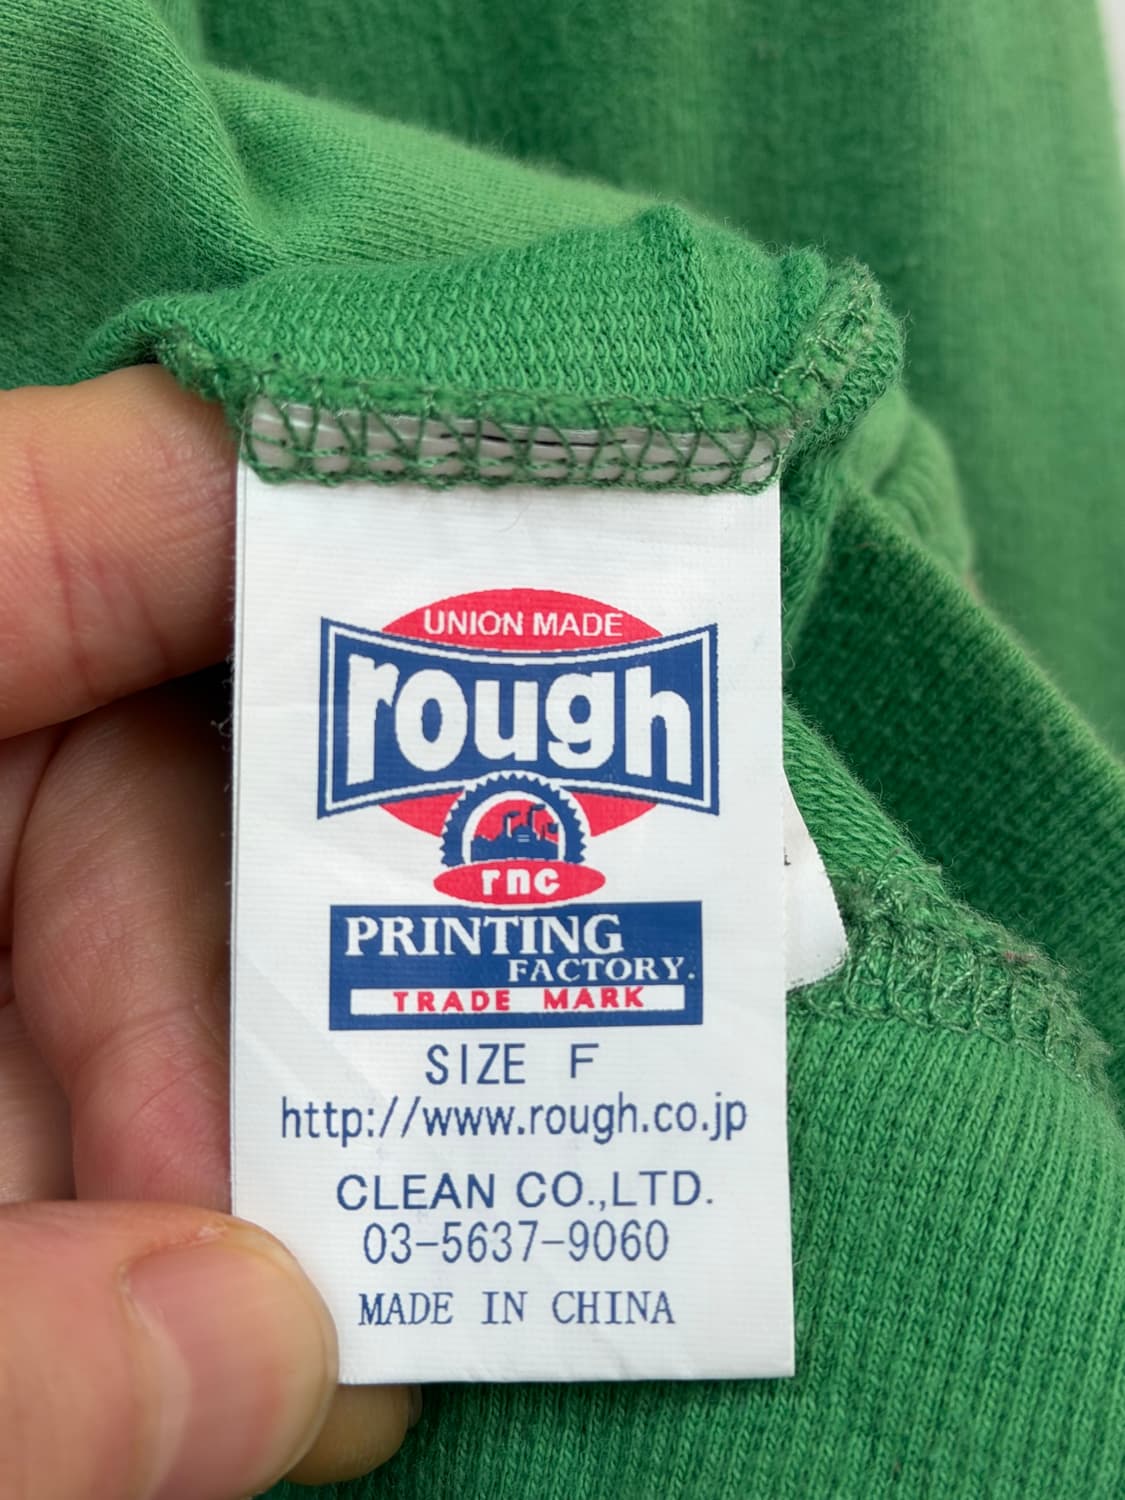 UNION MADE
rough
rnc
PRINTING
FACTORY.
TRADE MARK
SIZE F
http://www.rough.co.jp
CLEAN CO.,LTD.
03-5637-9060
MADE IN CHINA